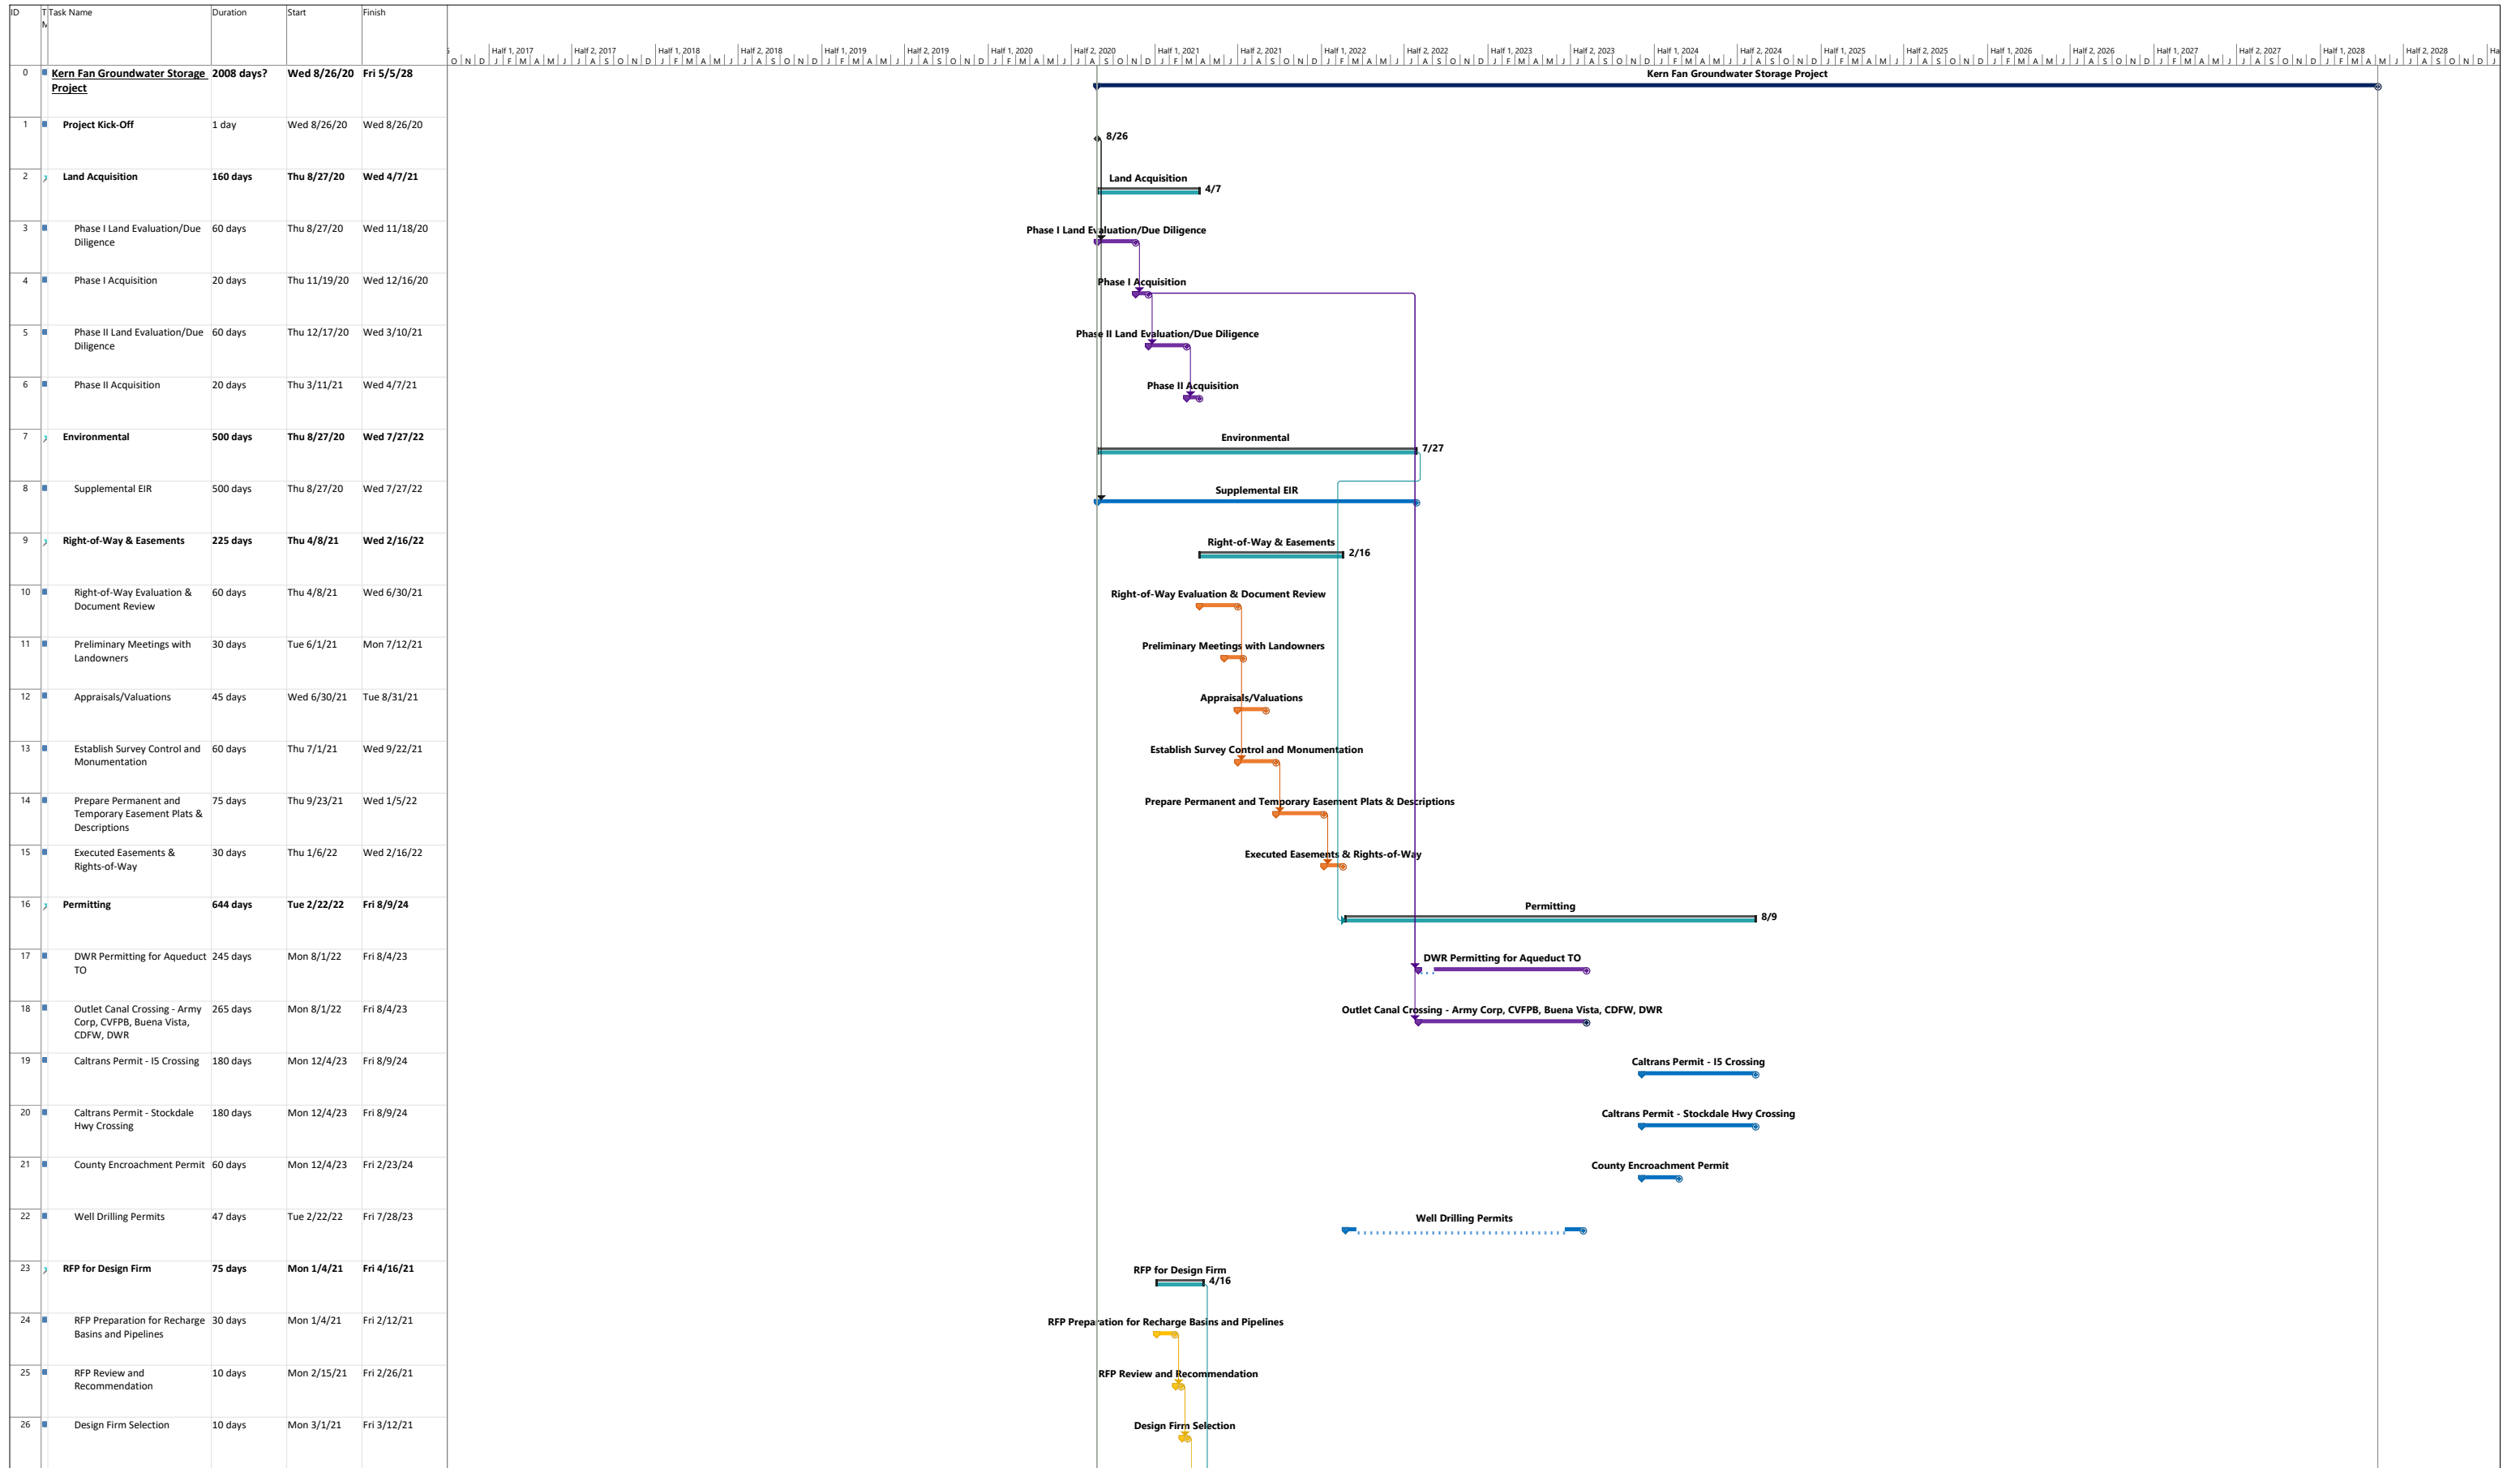 ID T Task Name Duration Start Finish
M
Half 1, 2017 Half 2, 2017 Half 1, 2018 Half 2, 2018 Half 1, 2019 Half 2, 2019 Half 1, 2020 Half 2, 2020 Half 1, 2021 Half 2, 2021 Half 1, 2022 Half 2, 2022 Half 1, 2023 Half 2, 2023 Half 1, 2024 Half 2, 2024 Half 1, 2025 Half 2, 2025 Half 1, 2026 Half 2, 2026 Half 1, 2027 Half 2, 2027 Half 1, 2028 Half 2, 2028 Ha
O N D J F M A M J J A S O N D J F M A M J J A S O N D J F M A M J J A S O N D J F M A M J J A S O N D J F M A M J J A S O N D J F M A M J J A S O N D J F M A M J J A S O N D J F M A M J J A S O N D J F M A M J J A S O N D J F M A M J J A S O N D J F M A M J J A S O N D J F M A M J J A S O N D J
0 Kern Fan Groundwater Storage 2008 days? Wed 8/26/20 Fri 5/5/28 Kern Fan Groundwater Storage Project
Project
1 Project Kick-Off 1 day Wed 8/26/20 Wed 8/26/20
8/26
2 Land Acquisition 160 days Thu 8/27/20 Wed 4/7/21 Land Acquisition
4/7
3 Phase I Land Evaluation/Due 60 days Thu 8/27/20 Wed 11/18/20 Phase I Land Evaluation/Due Diligence
Diligence
4 Phase I Acquisition 20 days Thu 11/19/20 Wed 12/16/20 Phase I Acquisition
5 Phase II Land Evaluation/Due 60 days Thu 12/17/20 Wed 3/10/21 Phase II Land Evaluation/Due Diligence
Diligence
6 Phase II Acquisition 20 days Thu 3/11/21 Wed 4/7/21 Phase II Acquisition
7 Environmental 500 days Thu 8/27/20 Wed 7/27/22 Environmental
7/27
8 Supplemental EIR 500 days Thu 8/27/20 Wed 7/27/22 Supplemental EIR
9 Right-of-Way & Easements 225 days Thu 4/8/21 Wed 2/16/22 Right-of-Way & Easements
2/16
10 Right-of-Way Evaluation & 60 days Thu 4/8/21 Wed 6/30/21 Right-of-Way Evaluation & Document Review
Document Review
11 Preliminary Meetings with 30 days Tue 6/1/21 Mon 7/12/21 Preliminary Meetings with Landowners
Landowners
12 Appraisals/Valuations 45 days Wed 6/30/21 Tue 8/31/21 Appraisals/Valuations
13 Establish Survey Control and 60 days Thu 7/1/21 Wed 9/22/21 Establish Survey Control and Monumentation
Monumentation
14 Prepare Permanent and 75 days Thu 9/23/21 Wed 1/5/22 Prepare Permanent and Temporary Easement Plats & Descriptions
Temporary Easement Plats &
Descriptions
15 Executed Easements & 30 days Thu 1/6/22 Wed 2/16/22 Executed Easements & Rights-of-Way
Rights-of-Way
16 Permitting 644 days Tue 2/22/22 Fri 8/9/24 Permitting
8/9
17 DWR Permitting for Aqueduct 245 days Mon 8/1/22 Fri 8/4/23 DWR Permitting for Aqueduct TO
TO
18 Outlet Canal Crossing - Army 265 days Mon 8/1/22 Fri 8/4/23 Outlet Canal Crossing - Army Corp, CVFPB, Buena Vista, CDFW, DWR
Corp, CVFPB, Buena Vista,
CDFW, DWR
19 Caltrans Permit - I5 Crossing 180 days Mon 12/4/23 Fri 8/9/24 Caltrans Permit - I5 Crossing
20 Caltrans Permit - Stockdale 180 days Mon 12/4/23 Fri 8/9/24 Caltrans Permit - Stockdale Hwy Crossing
Hwy Crossing
21 County Encroachment Permit 60 days Mon 12/4/23 Fri 2/23/24 County Encroachment Permit
22 Well Drilling Permits 47 days Tue 2/22/22 Fri 7/28/23 Well Drilling Permits
23 RFP for Design Firm 75 days Mon 1/4/21 Fri 4/16/21 RFP for Design Firm
4/16
24 RFP Preparation for Recharge 30 days Mon 1/4/21 Fri 2/12/21 RFP Preparation for Recharge Basins and Pipelines
Basins and Pipelines
25 RFP Review and 10 days Mon 2/15/21 Fri 2/26/21 RFP Review and Recommendation
Recommendation
26 Design Firm Selection 10 days Mon 3/1/21 Fri 3/12/21 Design Firm Selection